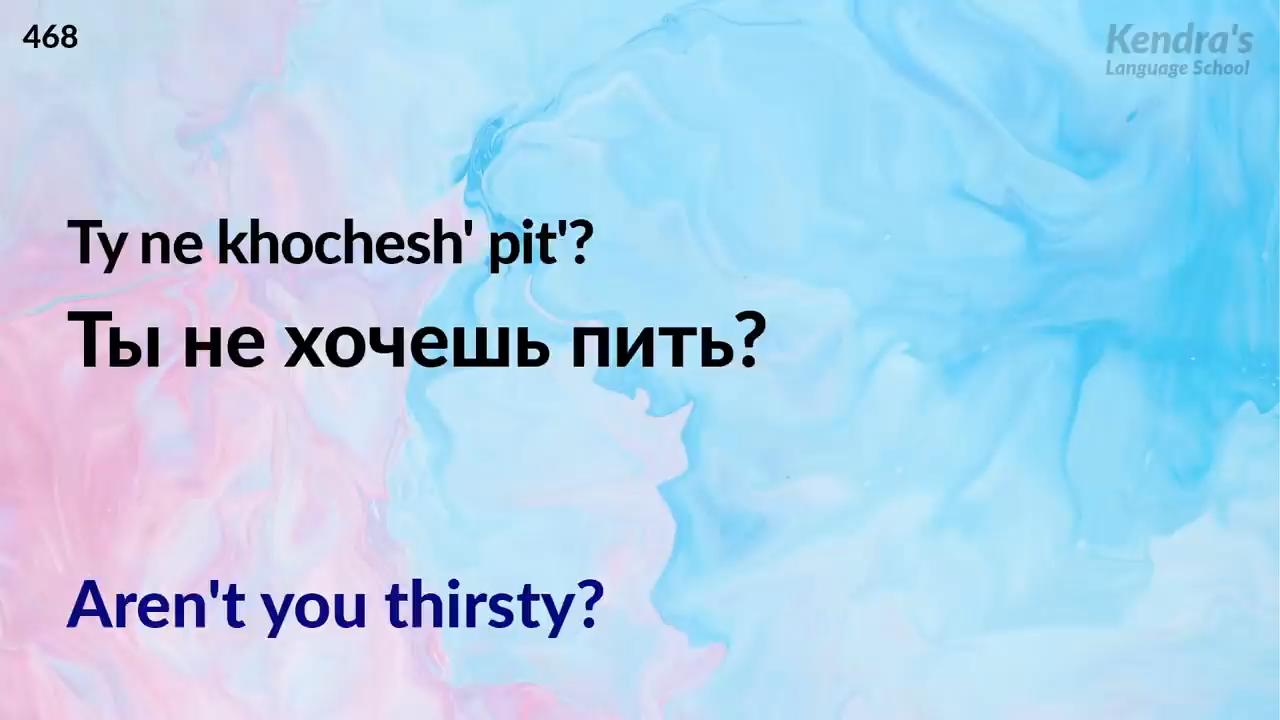 468
Kendra's
Language School
Ty ne khochesh' pit'?
Ты не хочешь пить?
Aren't you thirsty?